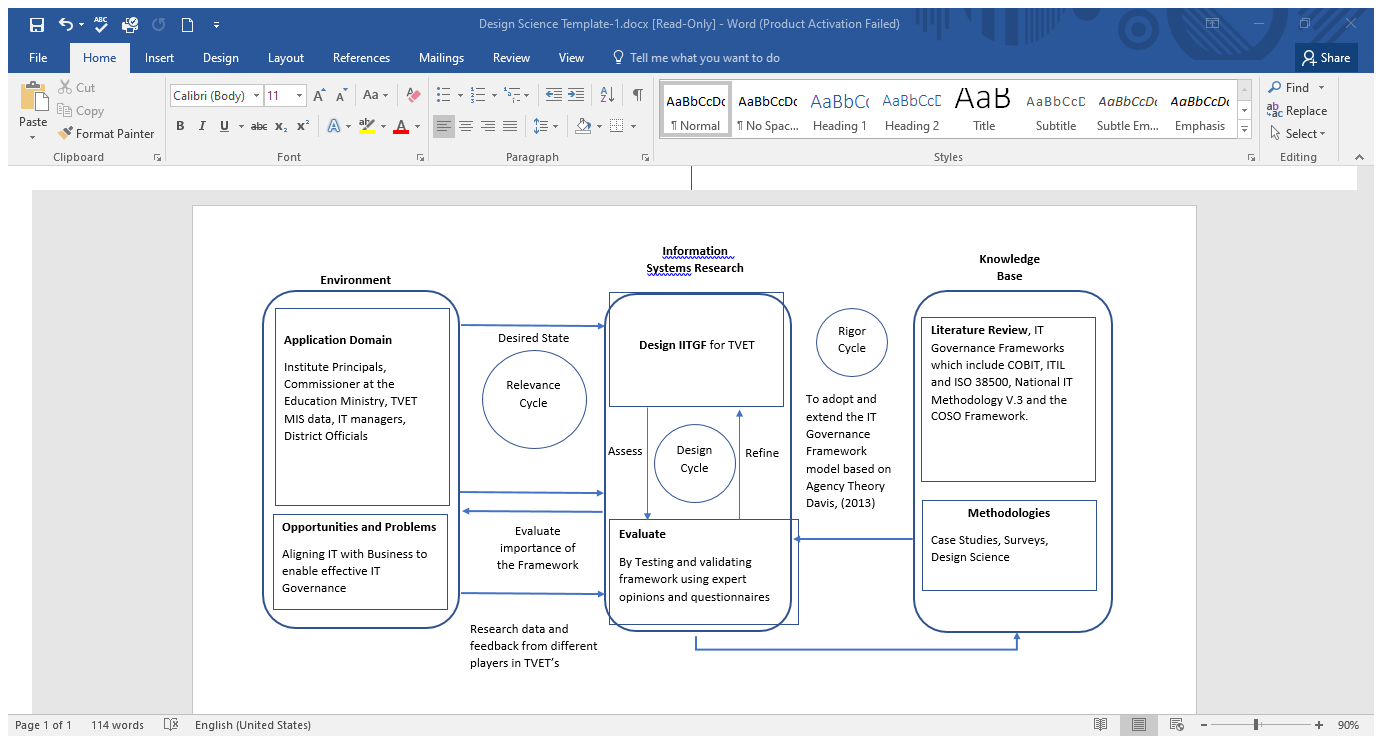 Design Science Template-1.docx [Read-Only] - Word (Product Activation Failed)
File Home Insert Design Layout References Mailings Review View Tell me what you want to do Share
Paste
Cut
Copy
Format Painter
Clipboard
Calibri (Body) 11
Font
Paragraph
AaBbCcDc AaBbCcDc AaBbCc AaBbCcD AaB AaBbCcD AaBbCcDc AaBbCcDc
¶ Normal ¶ No Spac... Heading 1 Heading 2 Title Subtitle Subtle Em... Emphasis
Styles
Find
Replace
Select
Editing
Environment
Application Domain
Institute Principals,
Commissioner at the
Education Ministry, TVET
MIS data, IT managers,
District Officials
Opportunities and Problems
Aligning IT with Business to
enable effective IT
Governance
Desired State
Relevance
Cycle
Evaluate
importance of
the Framework
Research data and
feedback from different
players in TVET’s
Information
Systems Research
Design IITGF for TVET
Assess
Design
Cycle
Refine
Evaluate
By Testing and validating
framework using expert
opinions and questionnaires
Rigor
Cycle
To adopt and
extend the IT
Governance
Framework
model based on
Agency Theory
Davis, (2013)
Knowledge
Base
Literature Review, IT
Governance Frameworks
which include COBIT, ITIL
and ISO 38500, National IT
Methodology V.3 and the
COSO Framework.
Methodologies
Case Studies, Surveys,
Design Science
Page 1 of 1 114 words English (United States) 90%